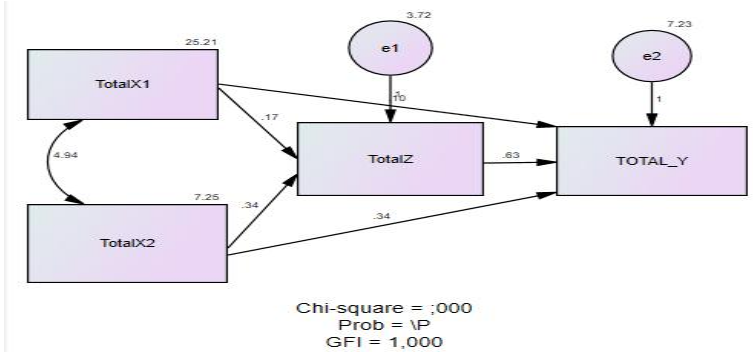 3.72
7.23
25.21
e1
e2
TotalX1
1
.17
4.94
TotalZ
.63
TOTAL_Y
7.25
.34
.34
TotalX2
Chi-square = ;000
Prob = \P
GFI = 1,000